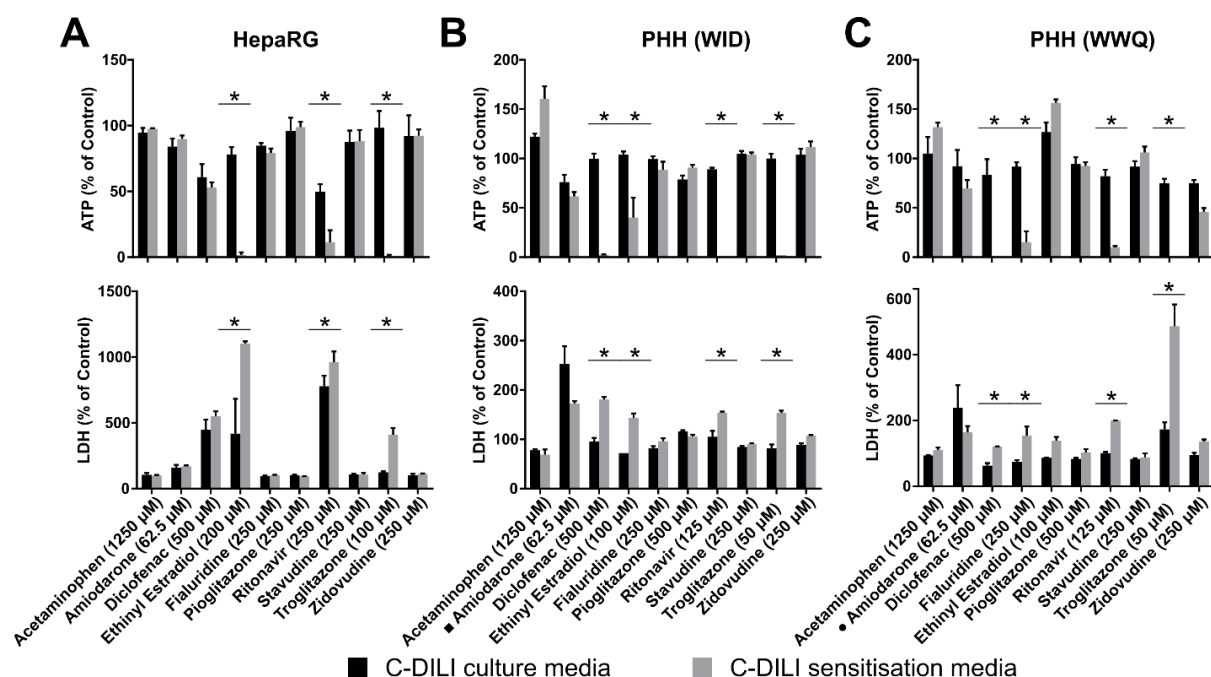 A
HepaRG
ATP (% of Control)
150
100
50
0
* * *
LDH (% of Control)
1500
1000
500
0
* * *
Acetaminophen (1250 µM)
Amiodarone (62.5 µM)
Diclofenac (500 µM)
Ethinyl Estradiol (200 µM)
Fialuridine (250 µM)
Pioglitazone (250 µM)
Ritonavir (250 µM)
Stavudine (250 µM)
Troglitazone (100 µM)
Zidovudine (250 µM)
B
PHH (WID)
ATP (% of Control)
200
150
100
50
0
* * * *
LDH (% of Control)
400
300
200
100
0
* * * *
Acetaminophen (1250 µM)
■ Amiodarone (62.5 µM)
Diclofenac (500 µM)
Ethinyl Estradiol (100 µM)
Fialuridine (250 µM)
Pioglitazone (500 µM)
Ritonavir (125 µM)
Stavudine (250 µM)
Troglitazone (50 µM)
Zidovudine (250 µM)
C
PHH (WWQ)
ATP (% of Control)
200
150
100
50
0
* * * *
LDH (% of Control)
600
400
200
0
* * * *
Acetaminophen (1250 µM)
● Amiodarone (62.5 µM)
Diclofenac (500 µM)
Fialuridine (250 µM)
Ethinyl Estradiol (100 µM)
Pioglitazone (500 µM)
Ritonavir (125 µM)
Stavudine (250 µM)
Troglitazone (50 µM)
Zidovudine (250 µM)
C-DILI culture media
C-DILI sensitisation media